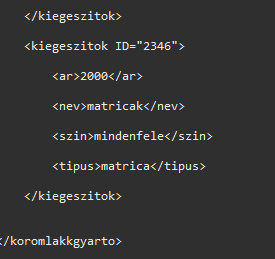 </kiegeszitok>
<kiegeszitok ID="2346">
<ar>2000</ar>
<nev>matricak</nev>
<szin>mindenfele</szin>
<tipus>matrica</tipus>
</kiegeszitok>
</koromlakkgyarto>